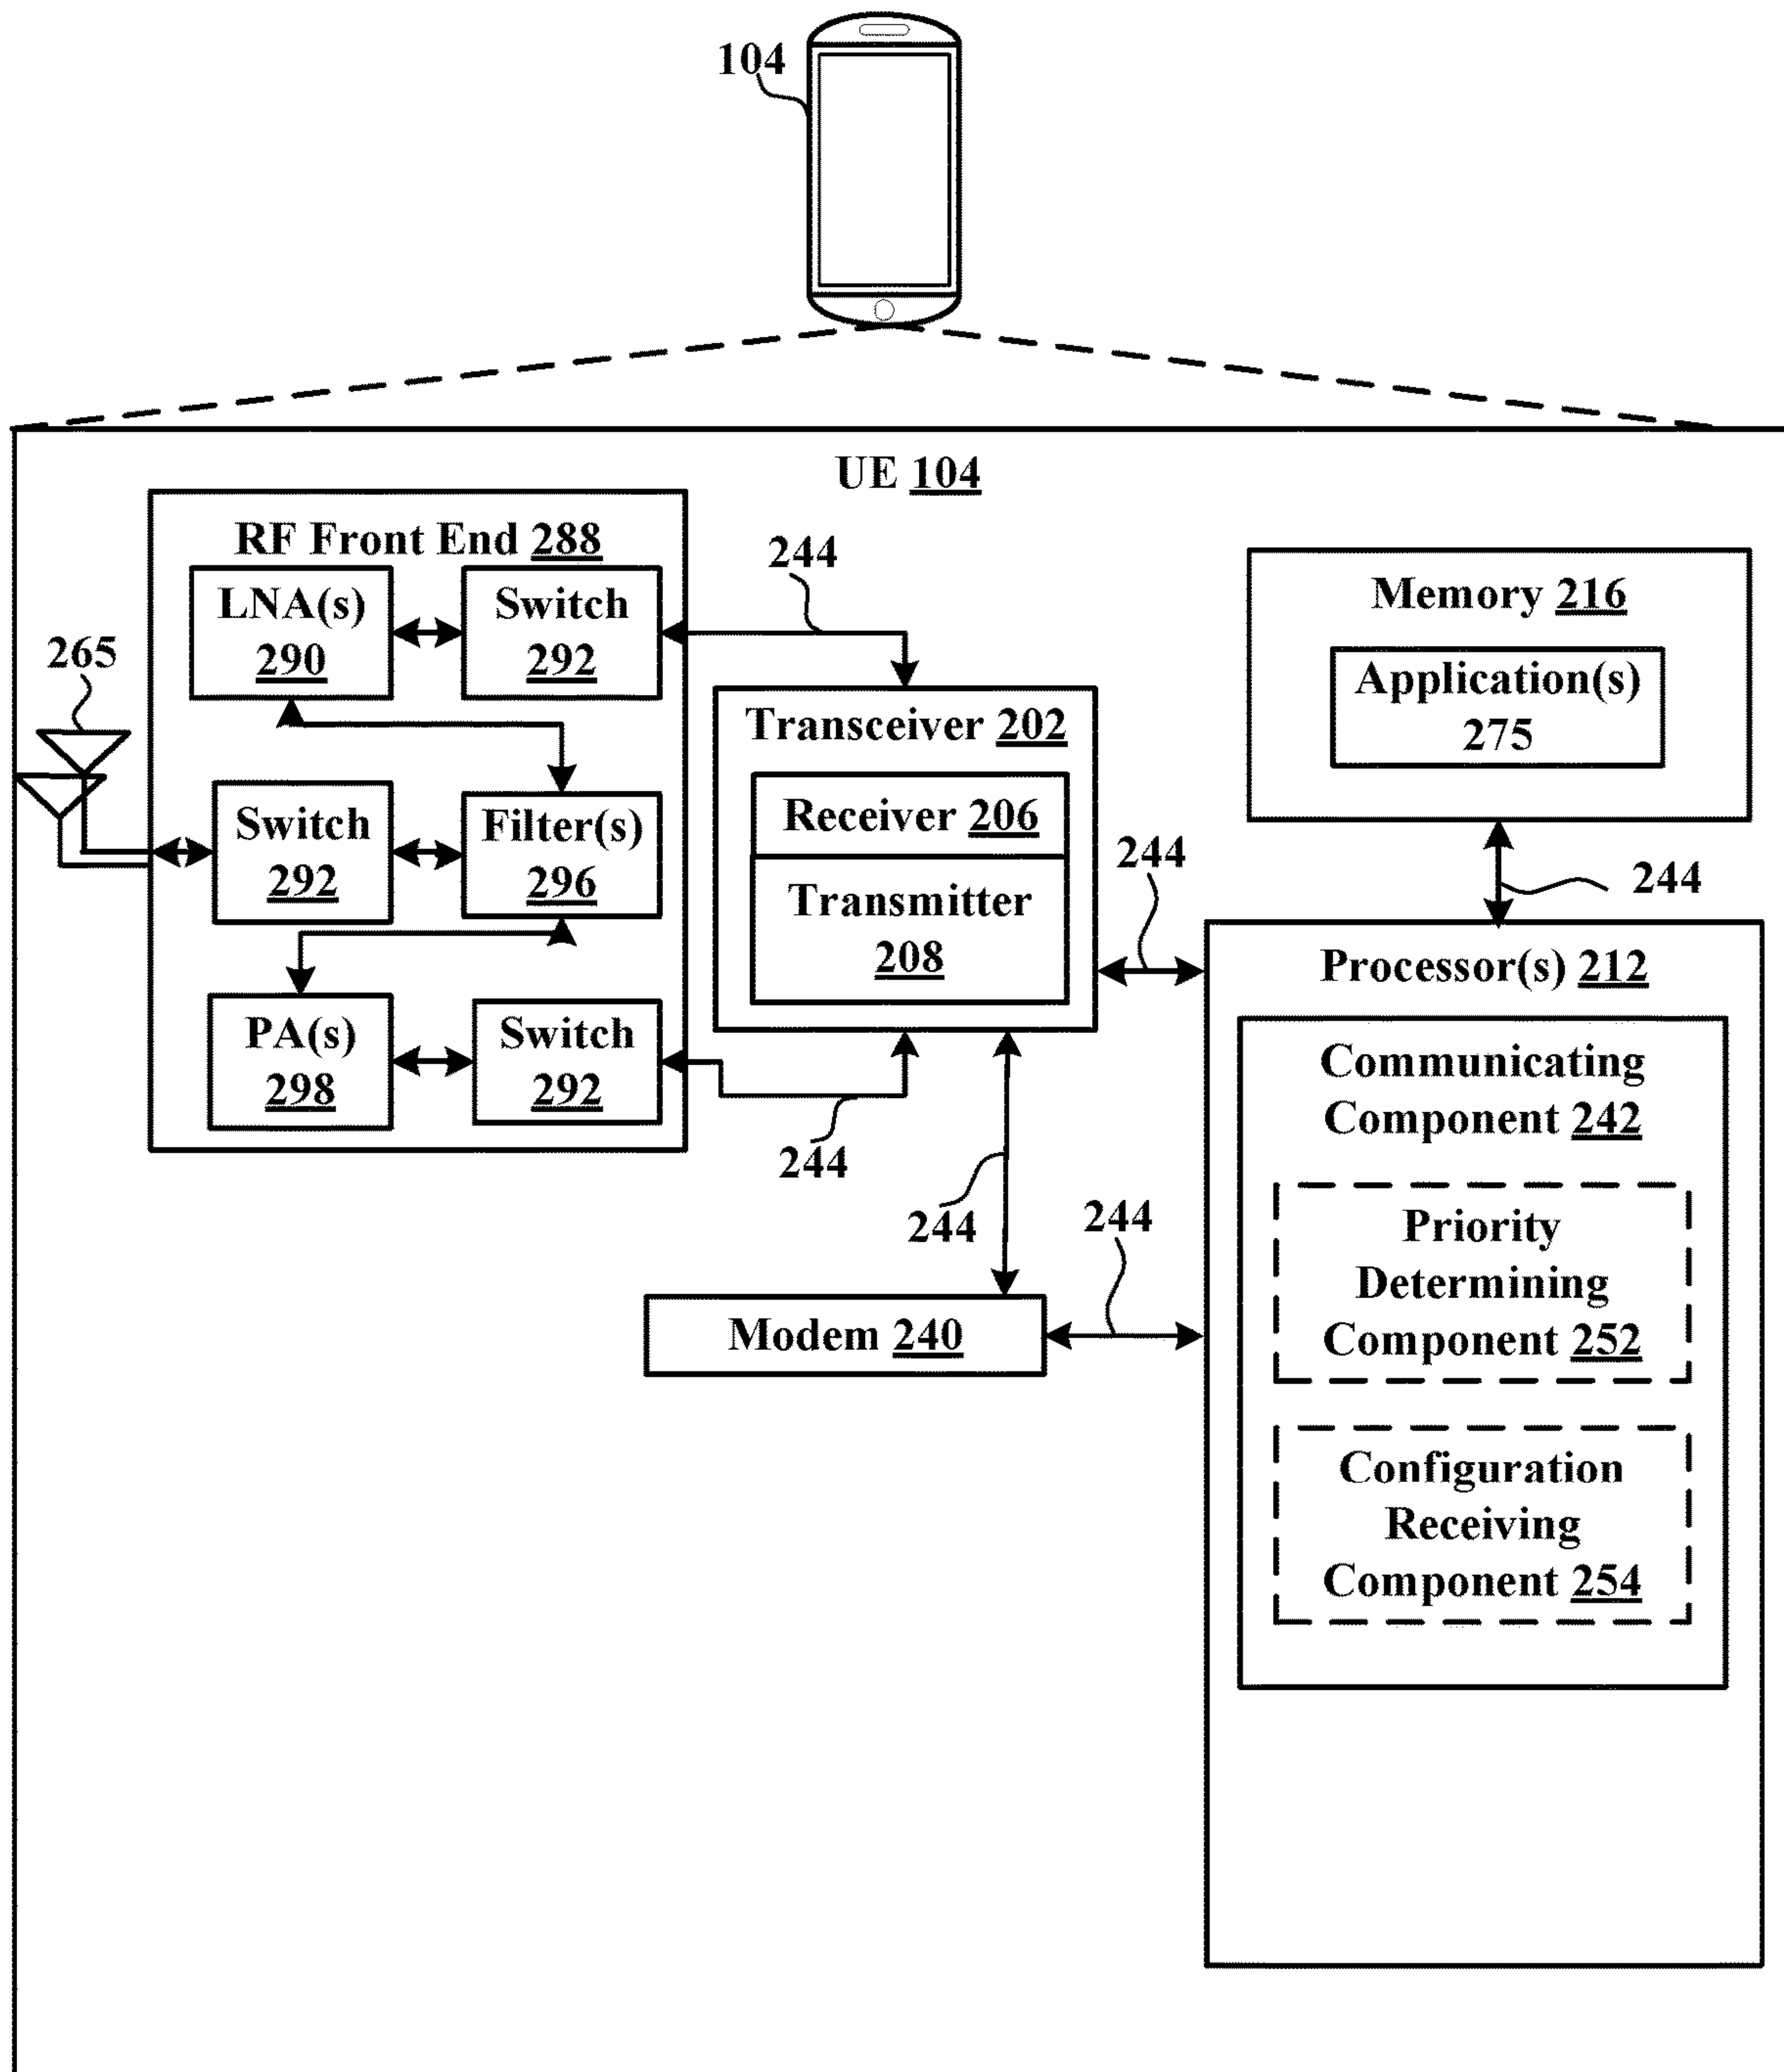 104
UE 104
RF Front End 288
LNA(s)
290
Switch
292
244
265
Switch
292
Filter(s)
296
PA(s)
298
Switch
292
244
Transceiver 202
Receiver 206
Transmitter
208
244
244
Modem 240
244
Memory 216
Application(s)
275
244
Processor(s) 212
Communicating
Component 242
Priority
Determining
Component 252
Configuration
Receiving
Component 254